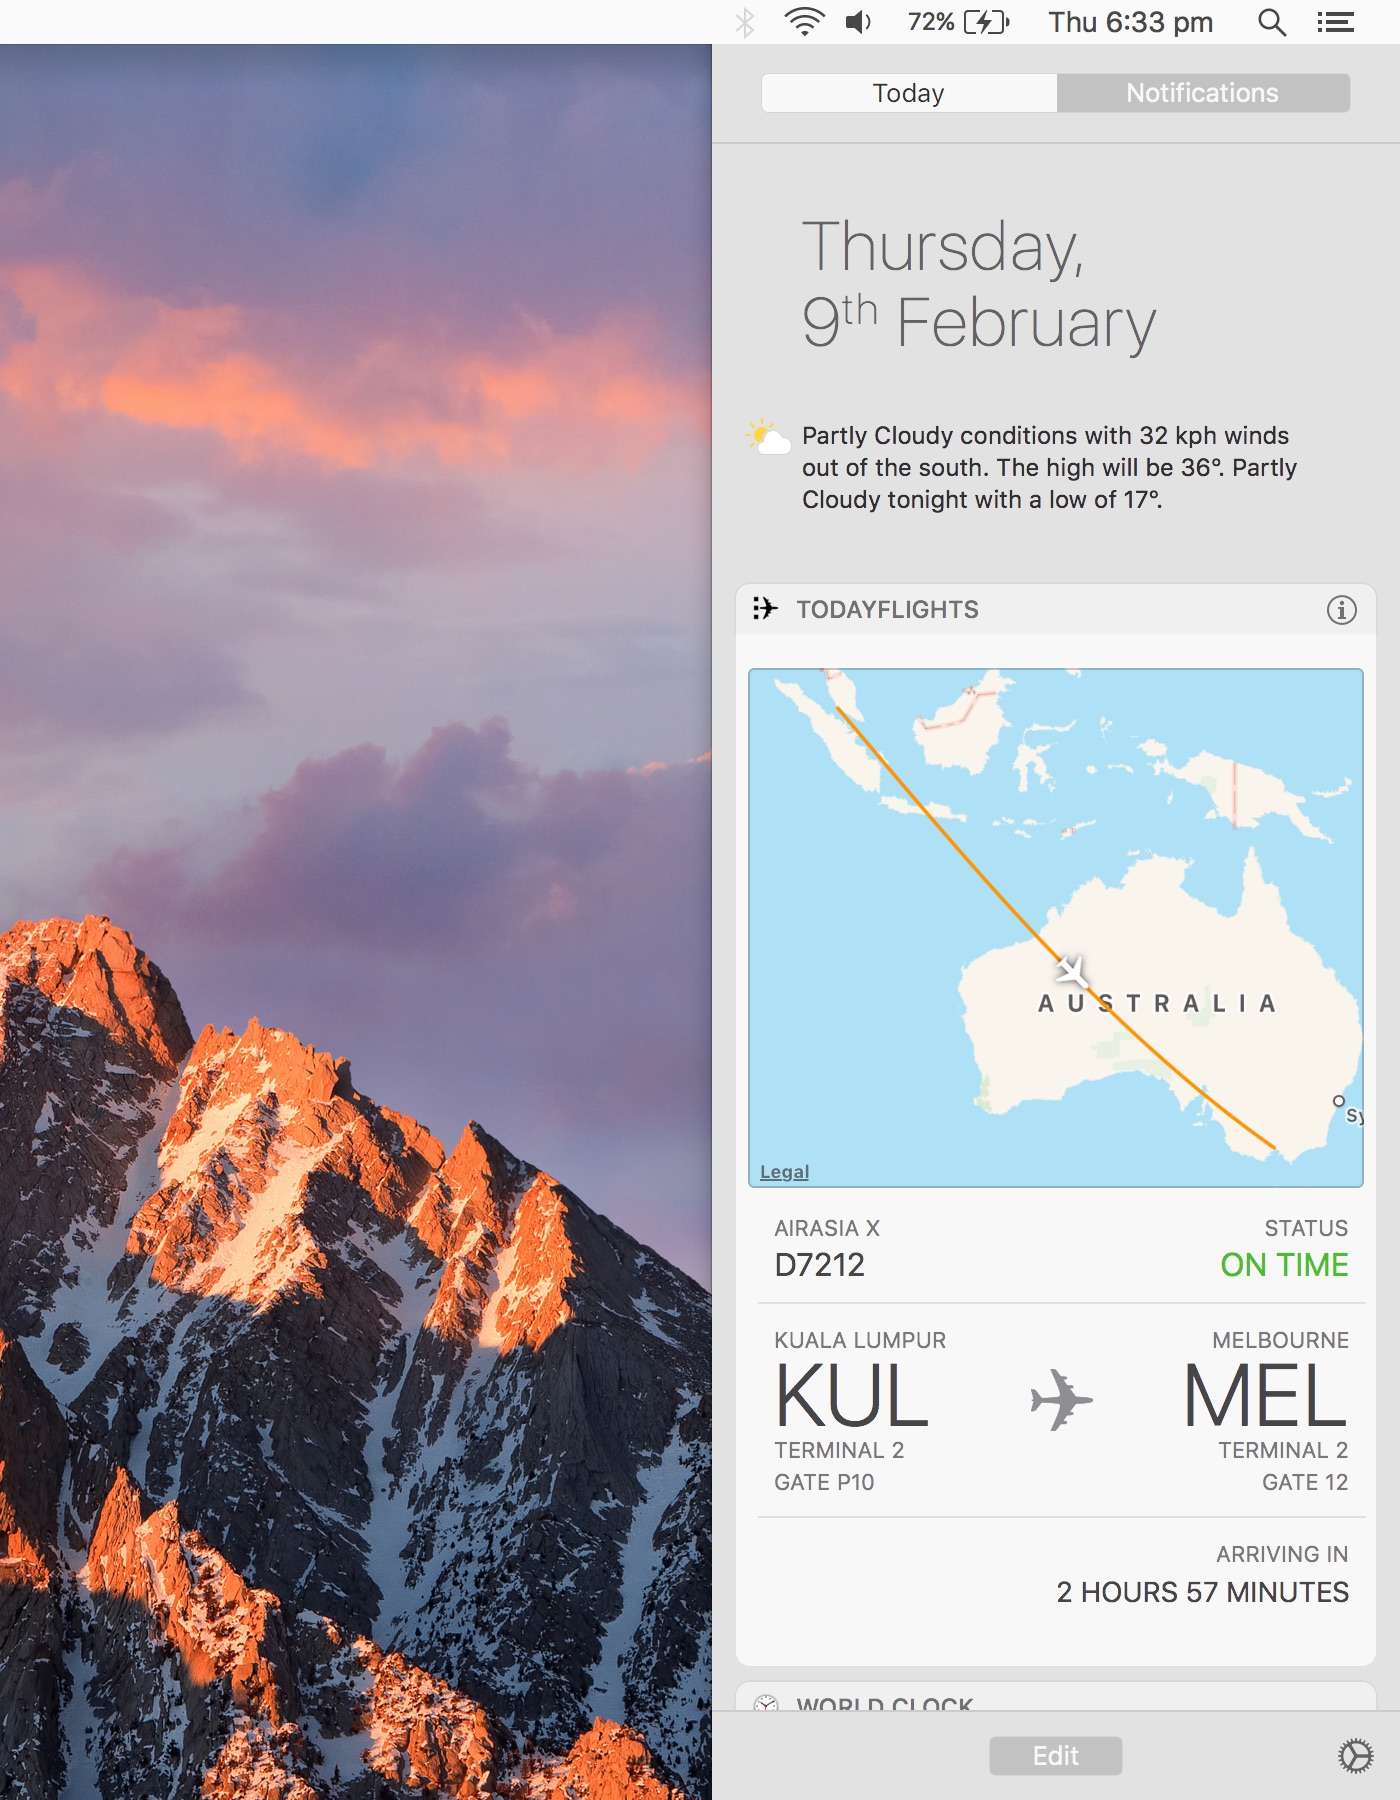 72% Thu 6:33 pm
Today Notifications
Thursday,
9th February
Partly Cloudy conditions with 32 kph winds
out of the south. The high will be 36°. Partly
Cloudy tonight with a low of 17°.
TODAYFLIGHTS
AUSTRALIA
Sy
Legal
AIRASIA X STATUS
D7212 ON TIME
KUALA LUMPUR MELBOURNE
KUL MEL
TERMINAL 2 TERMINAL 2
GATE P10 GATE 12
ARRIVING IN
2 HOURS 57 MINUTES
WORLD CLOCK
Edit